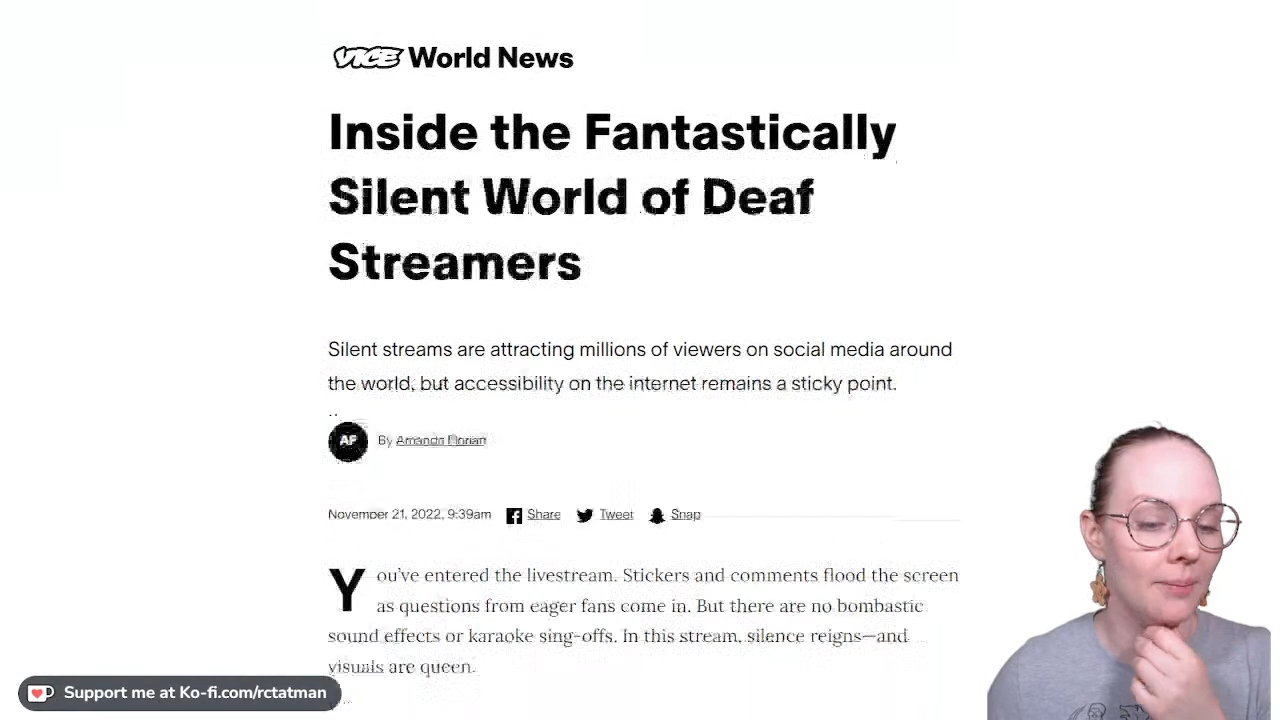 VICE World News
Inside the Fantastically
Silent World of Deaf
Streamers
Silent streams are attracting millions of viewers on social media around
the world, but accessibility on the internet remains a sticky point.
AF By Amanda Florian
November 21, 2022, 9:39am Share Tweet Snap
You've entered the livestream. Stickers and comments flood the screen
as questions from eager fans come in. But there are no bombastic
sound effects or karaoke sing-offs. In this stream, silence reigns—and
visuals are queen.
Support me at Ko-fi.com/rctatman